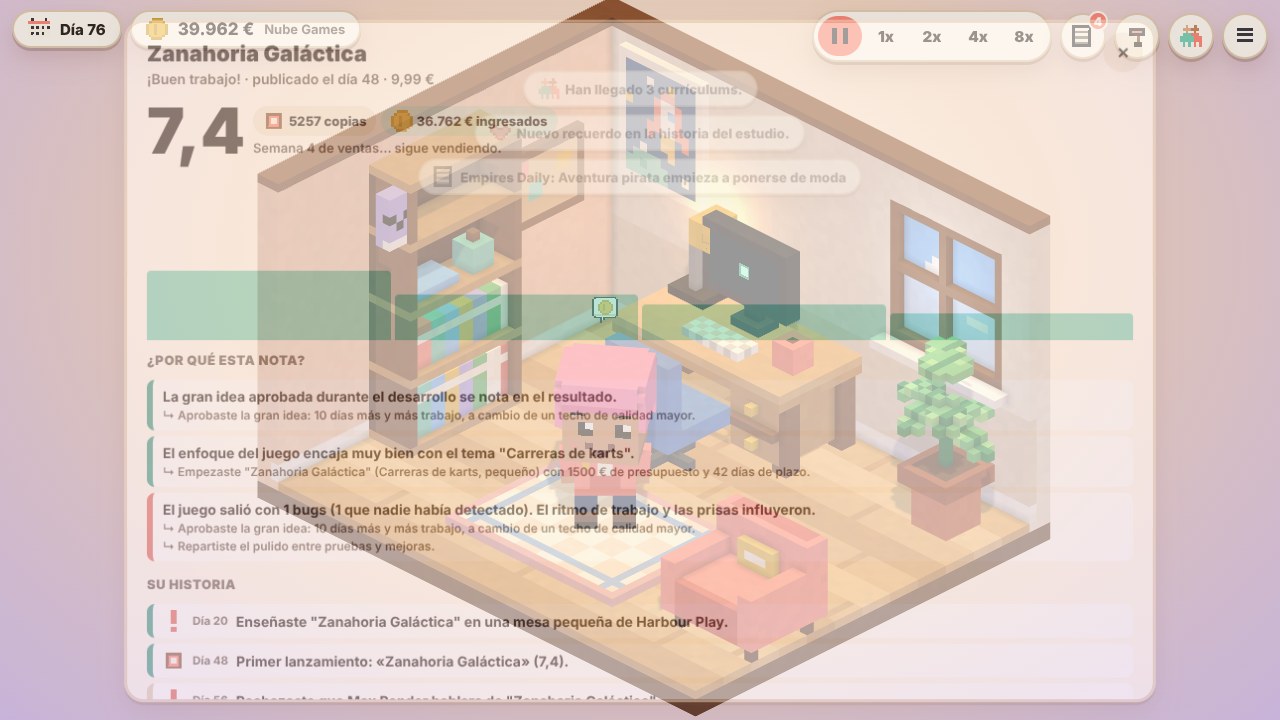 Día 76
39.962 € Nube Games
1x 2x 4x 8x
4
Zanahoria Galáctica
×
¡Buen trabajo! · publicado el día 48 · 9,99 €
Han llegado 3 currículums.
7,4
5257 copias
36.762 € ingresados
Nuevo recuerdo en la historia del estudio.
Semana 4 de ventas... sigue vendiendo.
Empires Daily: Aventura pirata empieza a ponerse de moda
¿POR QUÉ ESTA NOTA?
La gran idea aprobada durante el desarrollo se nota en el resultado.
↳ Aprobaste la gran idea: 10 días más y más trabajo, a cambio de un techo de calidad mayor.
El enfoque del juego encaja muy bien con el tema "Carreras de karts".
↳ Empezaste "Zanahoria Galáctica" (Carreras de karts, pequeño) con 1500 € de presupuesto y 42 días de plazo.
El juego salió con 1 bugs (1 que nadie había detectado). El ritmo de trabajo y las prisas influyeron.
↳ Aprobaste la gran idea: 10 días más y más trabajo, a cambio de un techo de calidad mayor.
↳ Repartiste el pulido entre pruebas y mejoras.
SU HISTORIA
Día 20 Enseñaste "Zanahoria Galáctica" en una mesa pequeña de Harbour Play.
Día 48 Primer lanzamiento: «Zanahoria Galáctica» (7,4).